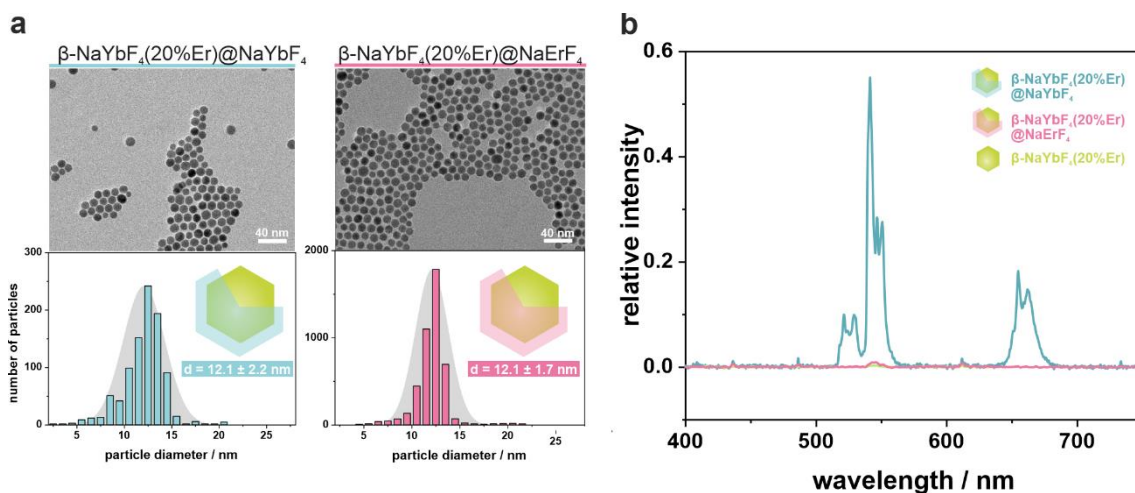 a
β-NaYbF₄(20%Er)@NaYbF₄
β-NaYbF₄(20%Er)@NaErF₄
40 nm
40 nm
300
200
100
0
number of particles
d = 12.1 ± 2.2 nm
5 10 15 20 25
particle diameter / nm
2000
1000
0
d = 12.1 ± 1.7 nm
5 10 15 20 25
particle diameter / nm
b
0.6
0.4
0.2
0.0
relative intensity
β-NaYbF₄(20%Er)
@NaYbF₄
β-NaYbF₄(20%Er)
@NaErF₄
β-NaYbF₄(20%Er)
400 500 600 700
wavelength / nm